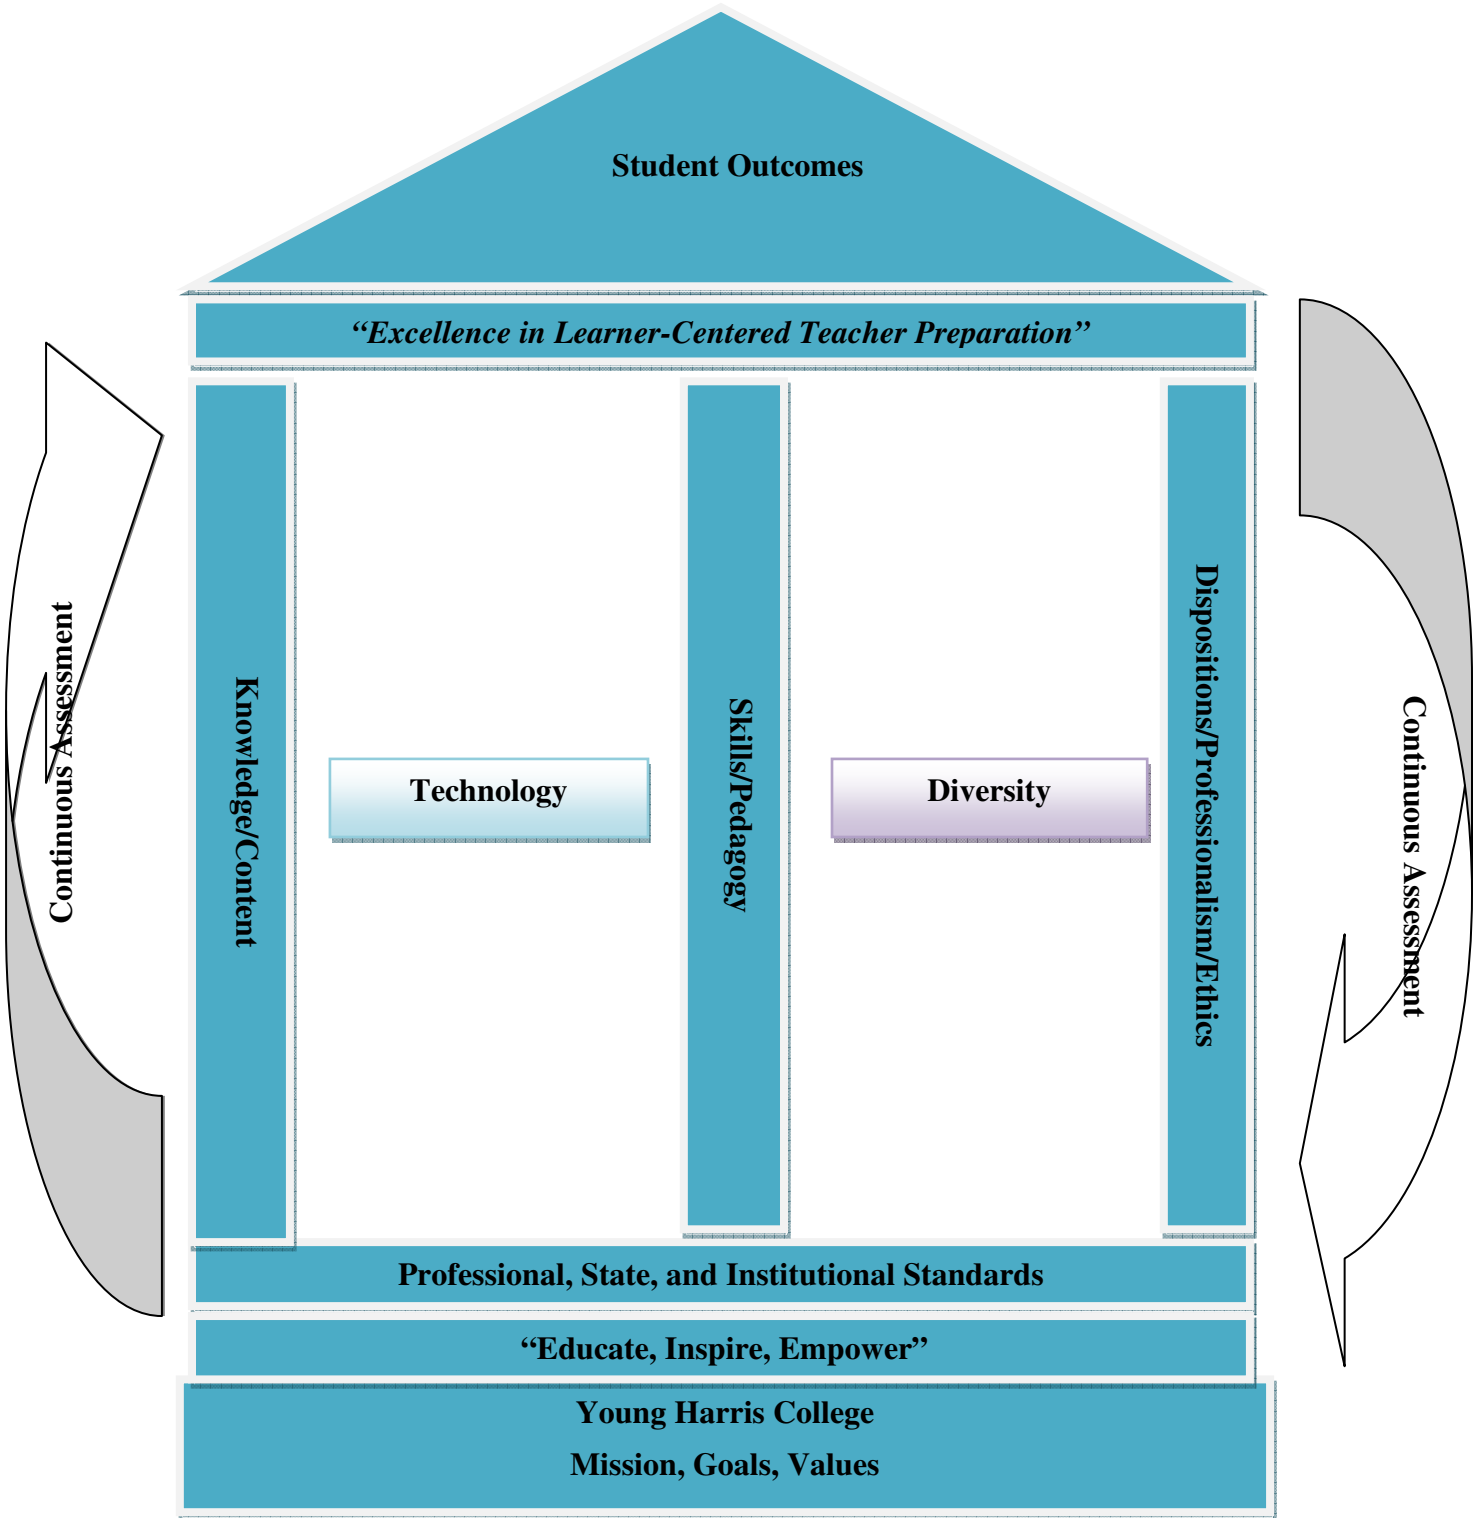 Student Outcomes
“Excellence in Learner-Centered Teacher Preparation”
Continuous Assessment
Knowledge/Content
Technology
Skills/Pedagogy
Diversity
Dispositions/Professionalism/Ethics
Continuous Assessment
Professional, State, and Institutional Standards
“Educate, Inspire, Empower”
Young Harris College
Mission, Goals, Values